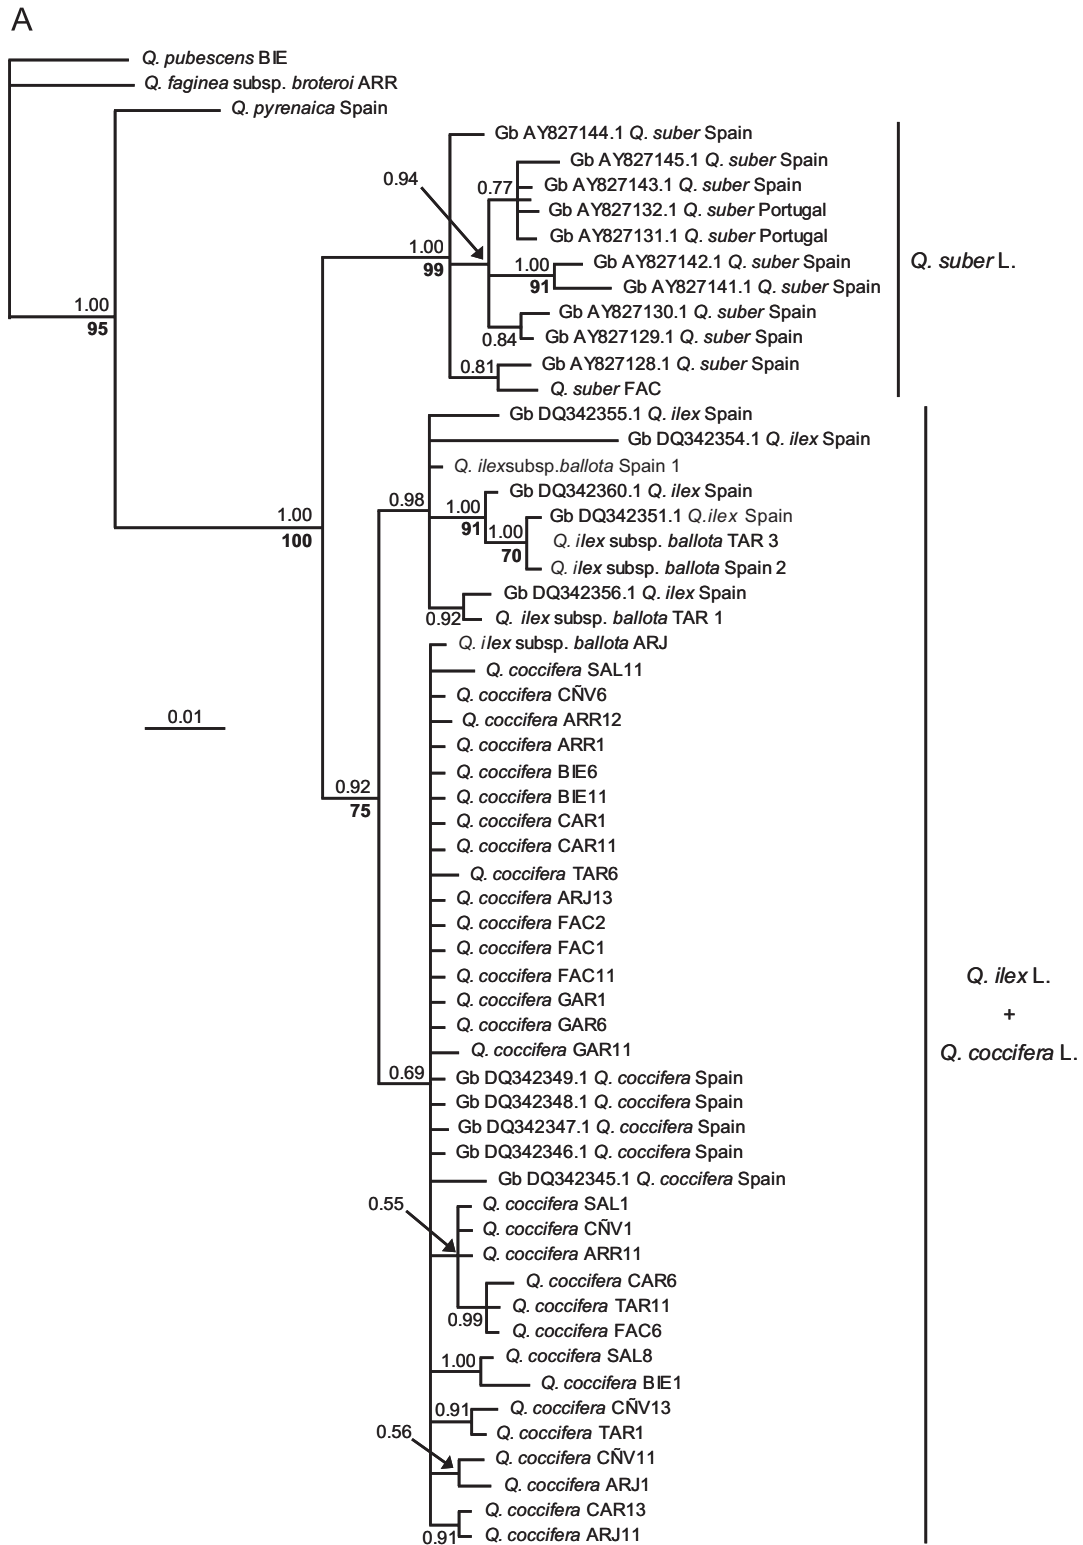 A
Q. pubescens BIE
Q. faginea subsp. broteroi ARR
Q. pyrenaica Spain
Gb AY827144.1 Q. suber Spain
Gb AY827145.1 Q. suber Spain
0.94
0.77
Gb AY827143.1 Q. suber Spain
Gb AY827132.1 Q. suber Portugal
Gb AY827131.1 Q. suber Portugal
1.00
99
1.00
91
Gb AY827142.1 Q. suber Spain
Q. suber L.
Gb AY827141.1 Q. suber Spain
1.00
95
Gb AY827130.1 Q. suber Spain
0.84
Gb AY827129.1 Q. suber Spain
0.81
Gb AY827128.1 Q. suber Spain
Q. suber FAC
Gb DQ342355.1 Q. ilex Spain
Gb DQ342354.1 Q. ilex Spain
Q. ilexsubsp.ballota Spain 1
0.98
Gb DQ342360.1 Q. ilex Spain
1.00
91
1.00
100
Gb DQ342351.1 Q.ilex Spain
1.00
70
Q. ilex subsp. ballota TAR 3
Q. ilex subsp. ballota Spain 2
Gb DQ342356.1 Q. ilex Spain
0.92
Q. ilex subsp. ballota TAR 1
Q. ilex subsp. ballota ARJ
Q. coccifera SAL11
Q. coccifera CÑV6
0.01
Q. coccifera ARR12
Q. coccifera ARR1
Q. coccifera BIE6
0.92
75
Q. coccifera BIE11
Q. coccifera CAR1
Q. coccifera CAR11
Q. coccifera TAR6
Q. coccifera ARJ13
Q. coccifera FAC2
Q. coccifera FAC1
Q. coccifera FAC11
Q. ilex L.
+
Q. coccifera L.
Q. coccifera GAR1
Q. coccifera GAR6
Q. coccifera GAR11
0.69
Gb DQ342349.1 Q. coccifera Spain
Gb DQ342348.1 Q. coccifera Spain
Gb DQ342347.1 Q. coccifera Spain
Gb DQ342346.1 Q. coccifera Spain
Gb DQ342345.1 Q. coccifera Spain
0.55
Q. coccifera SAL1
Q. coccifera CÑV1
Q. coccifera ARR11
Q. coccifera CAR6
0.99
Q. coccifera TAR11
Q. coccifera FAC6
1.00
Q. coccifera SAL8
Q. coccifera BIE1
0.91
Q. coccifera CÑV13
Q. coccifera TAR1
0.56
Q. coccifera CÑV11
Q. coccifera ARJ1
Q. coccifera CAR13
0.91
Q. coccifera ARJ11